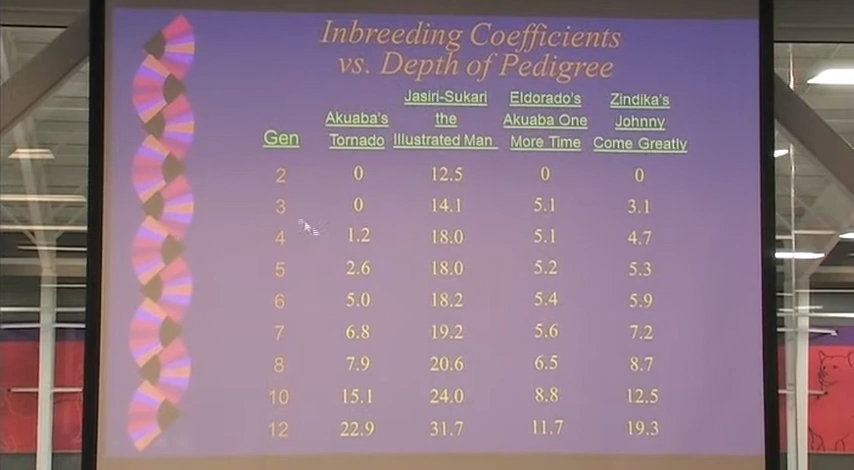 Inbreeding Coefficients
vs. Depth of Pedigree
Gen Akuaba's Tornado Jasiri-Sukari the Illustrated Man Eldorado's Akuaba One More Time Zindika's Johnny Come Greatly
2 0 12.5 0 0
3 0 14.1 5.1 3.1
4 1.2 18.0 5.1 4.7
5 2.6 18.0 5.2 5.3
6 5.0 18.2 5.4 5.9
7 6.8 19.2 5.6 7.2
8 7.9 20.6 6.5 8.7
10 15.1 24.0 8.8 12.5
12 22.9 31.7 11.7 19.3